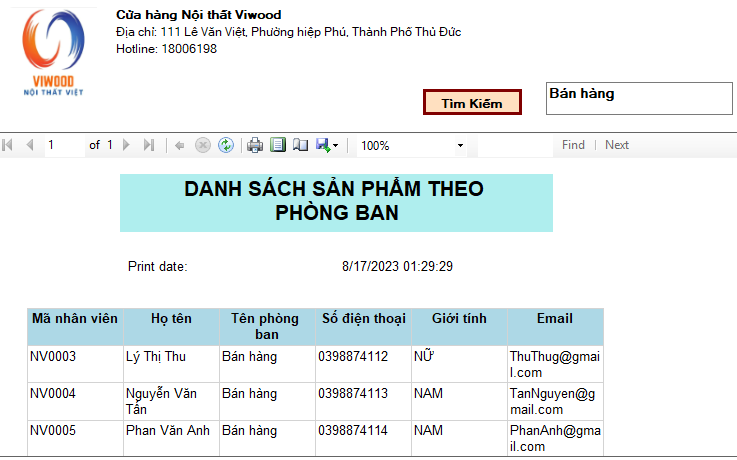 VIWOOD
NỘI THẤT VIỆT
Cửa hàng Nội thất Viwood
Địa chỉ: 111 Lê Văn Việt, Phường hiệp Phú, Thành Phố Thủ Đức
Hotline: 18006198
Tìm Kiếm
Bán hàng
1 of 1 100% Find | Next
DANH SÁCH SẢN PHẨM THEO
PHÒNG BAN
Print date: 8/17/2023 01:29:29
Mã nhân viên Họ tên Tên phòng Số điện thoại Giới tính Email
ban
NV0003 Lý Thị Thu Bán hàng 0398874112 NỮ ThuThug@gmai
l.com
NV0004 Nguyễn Văn Bán hàng 0398874113 NAM TanNguyen@g
Tấn mail.com
NV0005 Phan Văn Anh Bán hàng 0398874114 NAM PhanAnh@gma
il.com